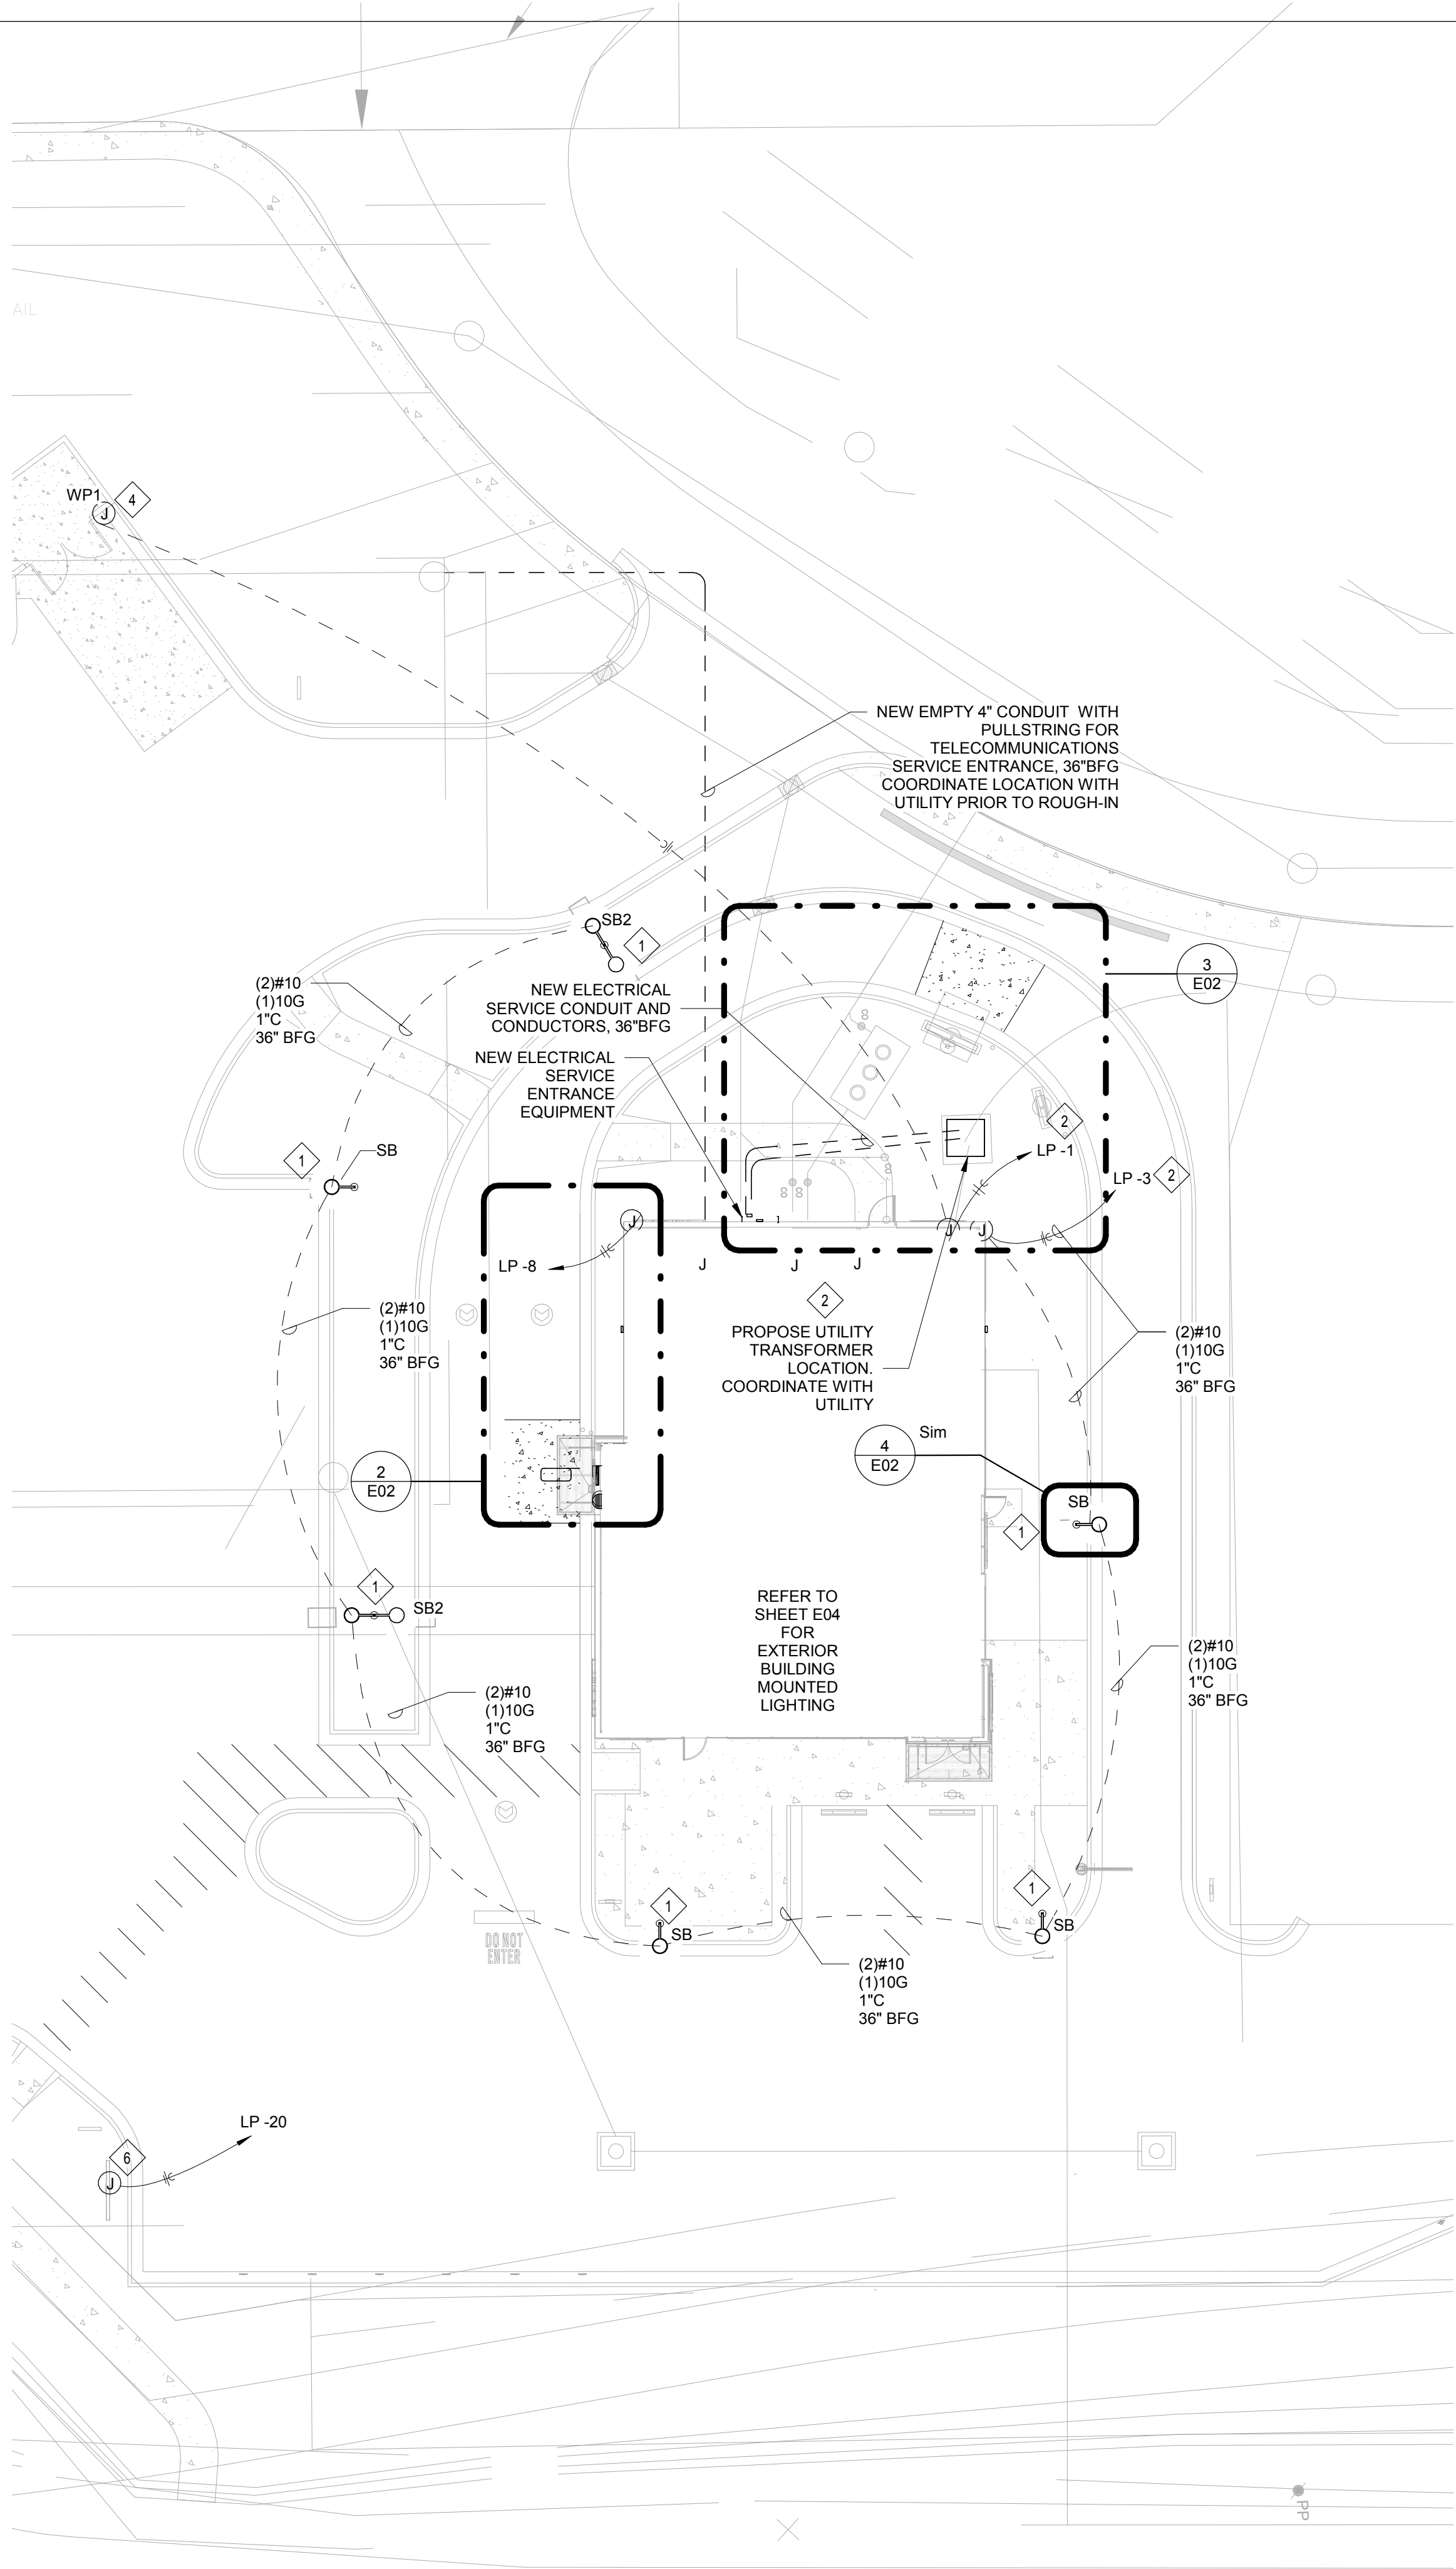 AIL
WP1
4
J
NEW EMPTY 4" CONDUIT WITH
PULLSTRING FOR
TELECOMMUNICATIONS
SERVICE ENTRANCE, 36"BFG
COORDINATE LOCATION WITH
UTILITY PRIOR TO ROUGH-IN
SB2
1
3
E02
(2)#10
(1)10G
1"C
36" BFG
NEW ELECTRICAL
SERVICE CONDUIT AND
CONDUCTORS, 36"BFG
NEW ELECTRICAL
SERVICE
ENTRANCE
EQUIPMENT
2
LP -1
LP -3
2
1
SB
J
J
J
LP -8
J
J
J
(2)#10
(1)10G
1"C
36" BFG
2
PROPOSE UTILITY
TRANSFORMER
LOCATION.
COORDINATE WITH
UTILITY
(2)#10
(1)10G
1"C
36" BFG
4
E02
Sim
2
E02
SB
1
1
SB2
REFER TO
SHEET E04
FOR
EXTERIOR
BUILDING
MOUNTED
LIGHTING
(2)#10
(1)10G
1"C
36" BFG
(2)#10
(1)10G
1"C
36" BFG
1
SB
1
SB
DO NOT
ENTER
(2)#10
(1)10G
1"C
36" BFG
LP -20
6
J
PP